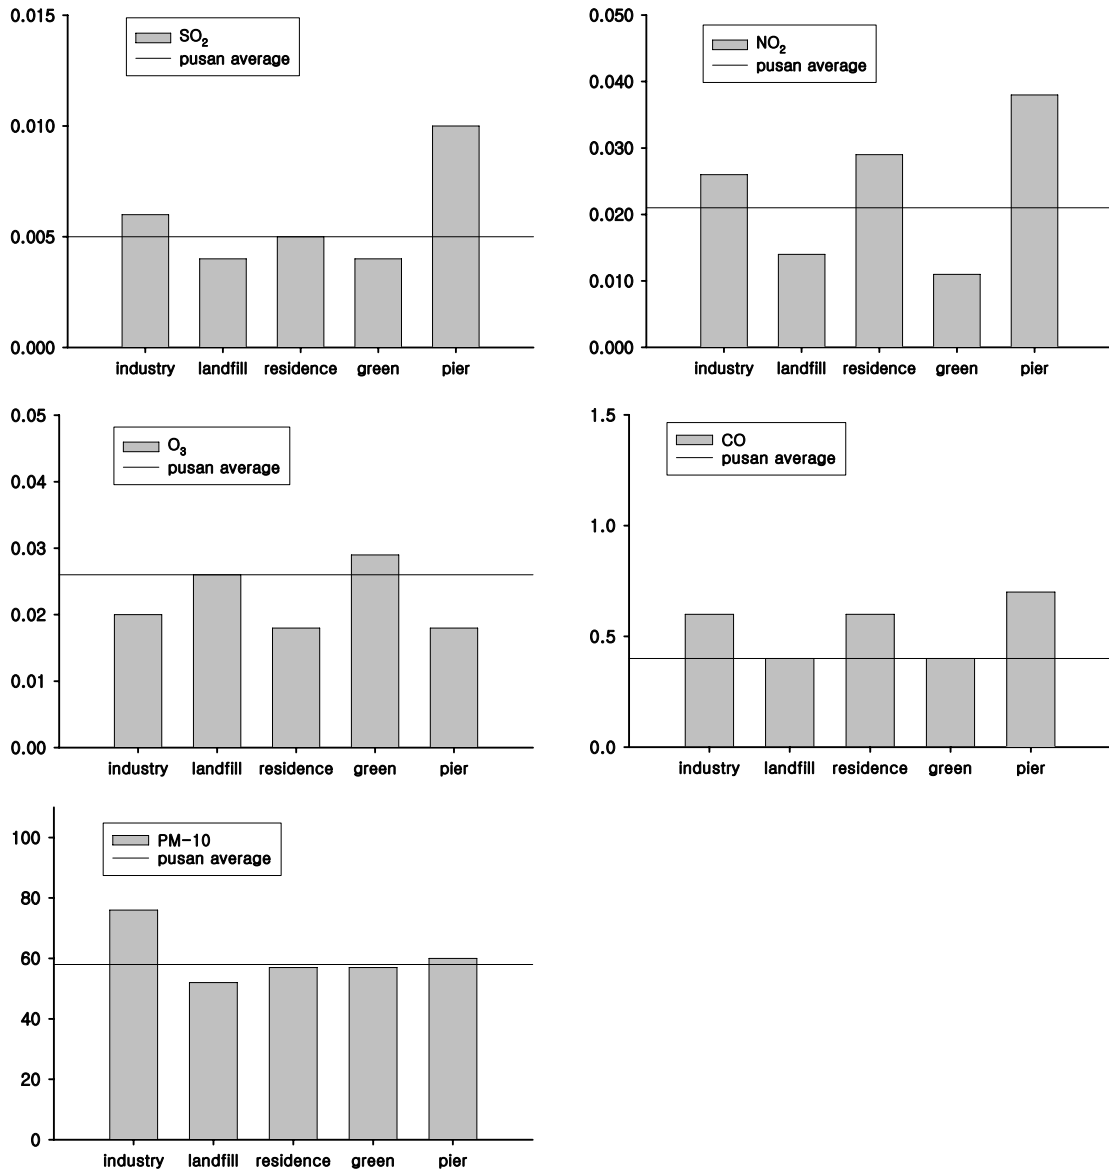 0.015
0.010
0.005
0.000
SO2
pusan average
industry landfill residence green pier
0.050
0.040
0.030
0.020
0.010
0.000
NO2
pusan average
industry landfill residence green pier
0.05
0.04
0.03
0.02
0.01
0.00
O3
pusan average
industry landfill residence green pier
1.5
1.0
0.5
0.0
CO
pusan average
industry landfill residence green pier
100
80
60
40
20
0
PM-10
pusan average
industry landfill residence green pier